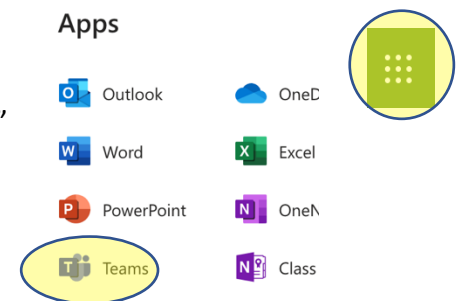 Apps
,
Outlook
OneD
Word
Excel
PowerPoint
OneN
Teams
Class